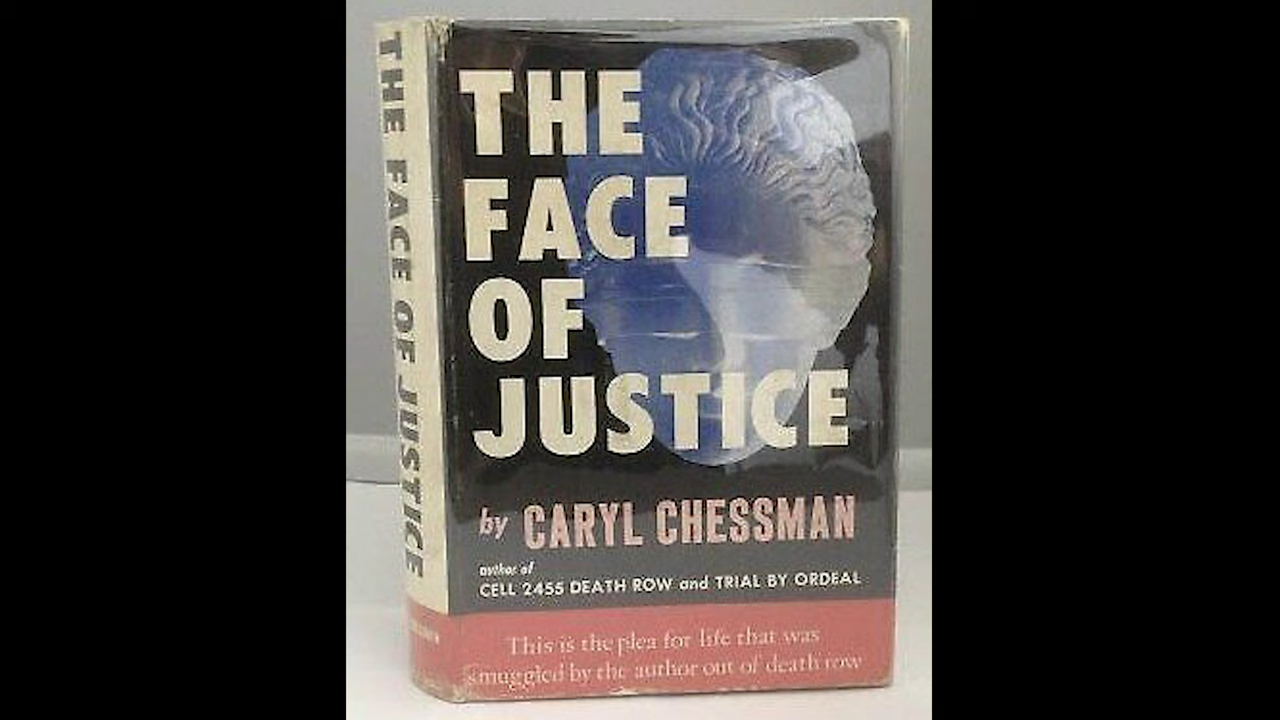 THE FACE OF JUSTICE
THE
FACE
OF
JUSTICE
by CARYL CHESSMAN
author of
CELL 2455 DEATH ROW and TRIAL BY ORDEAL
This is the plea for life that was
smuggled by the author out of death row